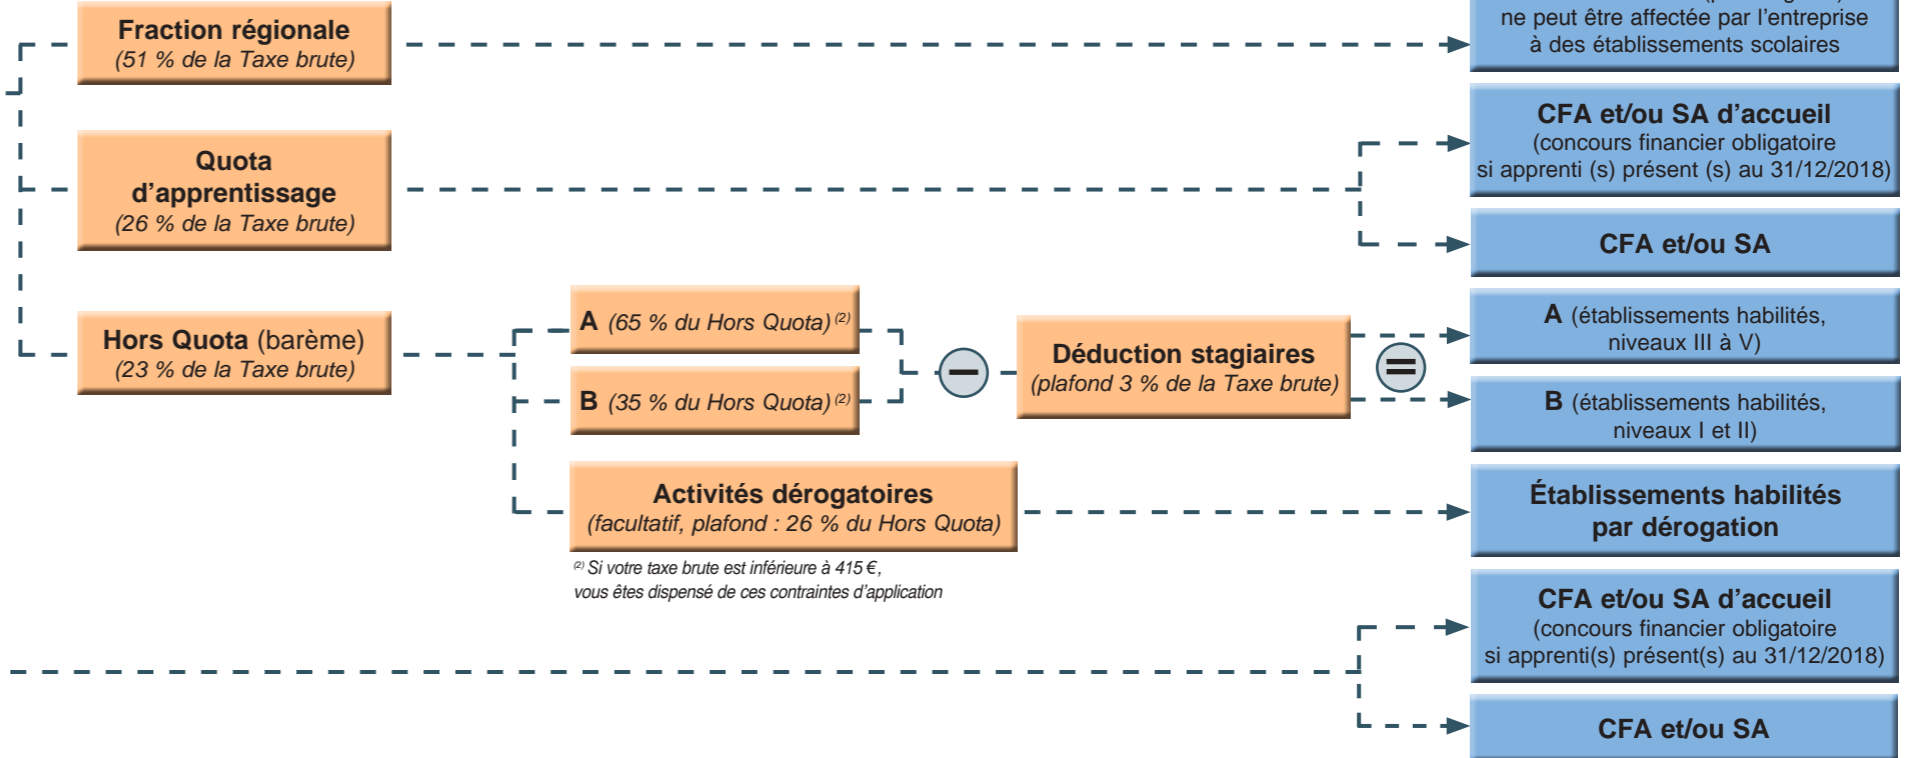 ne peut être affectée par l'entreprise
à des établissements scolaires
Fraction régionale
(51 % de la Taxe brute)
CFA et/ou SA d'accueil
(concours financier obligatoire
si apprenti (s) présent (s) au 31/12/2018)
Quota
d'apprentissage
(26 % de la Taxe brute)
CFA et/ou SA
Hors Quota (barème)
(23 % de la Taxe brute)
A (65 % du Hors Quota) (2)
B (35 % du Hors Quota) (2)
−
Déduction stagiaires
(plafond 3 % de la Taxe brute)
=
A (établissements habilités,
niveaux III à V)
B (établissements habilités,
niveaux I et II)
Activités dérogatoires
(facultatif, plafond : 26 % du Hors Quota)
Établissements habilités
par dérogation
(2) Si votre taxe brute est inférieure à 415 €,
vous êtes dispensé de ces contraintes d'application
CFA et/ou SA d'accueil
(concours financier obligatoire
si apprenti(s) présent(s) au 31/12/2018)
CFA et/ou SA